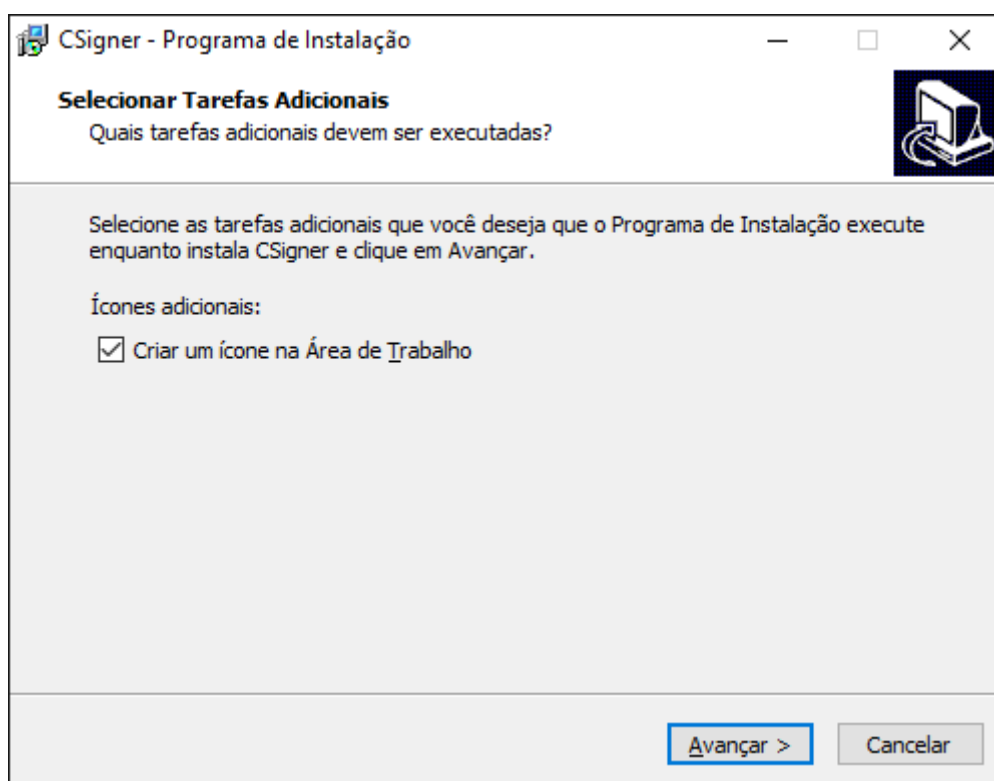 CSigner - Programa de Instalação
Selecionar Tarefas Adicionais
Quais tarefas adicionais devem ser executadas?
Selecione as tarefas adicionais que você deseja que o Programa de Instalação execute
enquanto instala CSigner e clique em Avançar.
Ícones adicionais:
Criar um ícone na Área de Trabalho
Avançar >
Cancelar